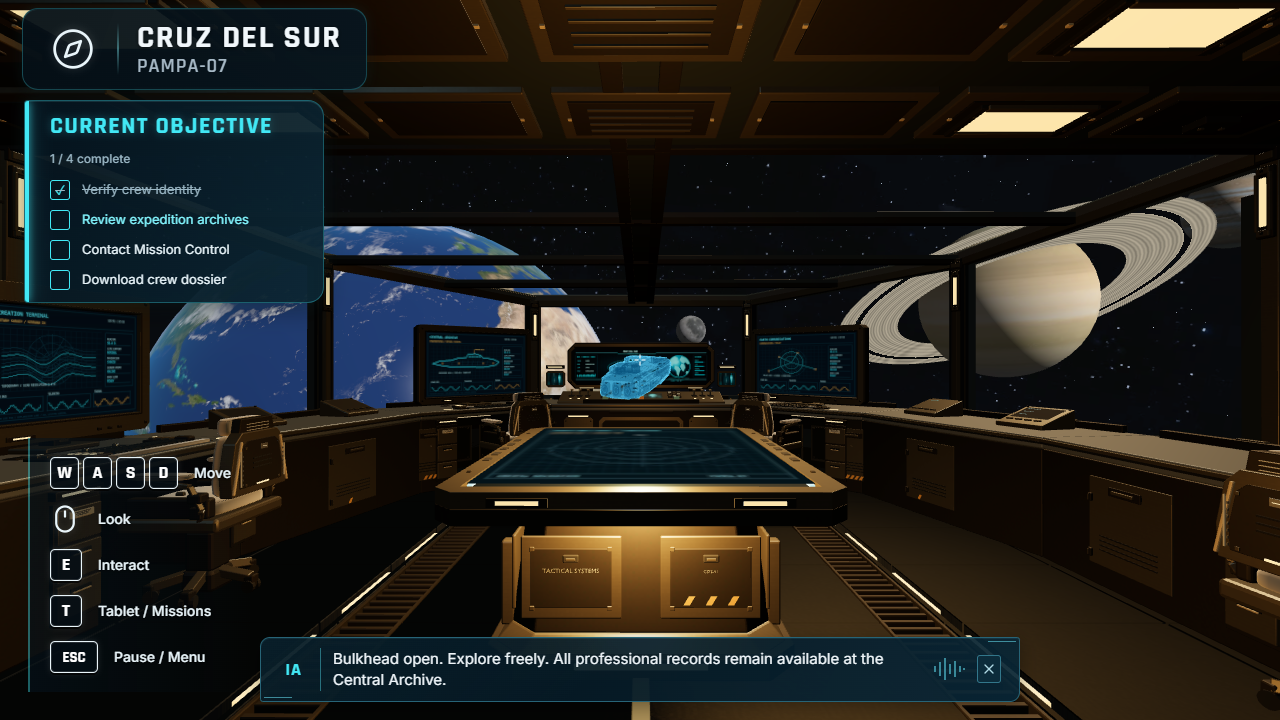 CRUZ DEL SUR
PAMPA-07
CURRENT OBJECTIVE
1 / 4 complete
Verify crew identity
Review expedition archives
Contact Mission Control
Download crew dossier
W A S D Move
Look
E Interact
T Tablet / Missions
ESC Pause / Menu
TACTICAL SYSTEMS
IA
Bulkhead open. Explore freely. All professional records remain available at the
Central Archive.